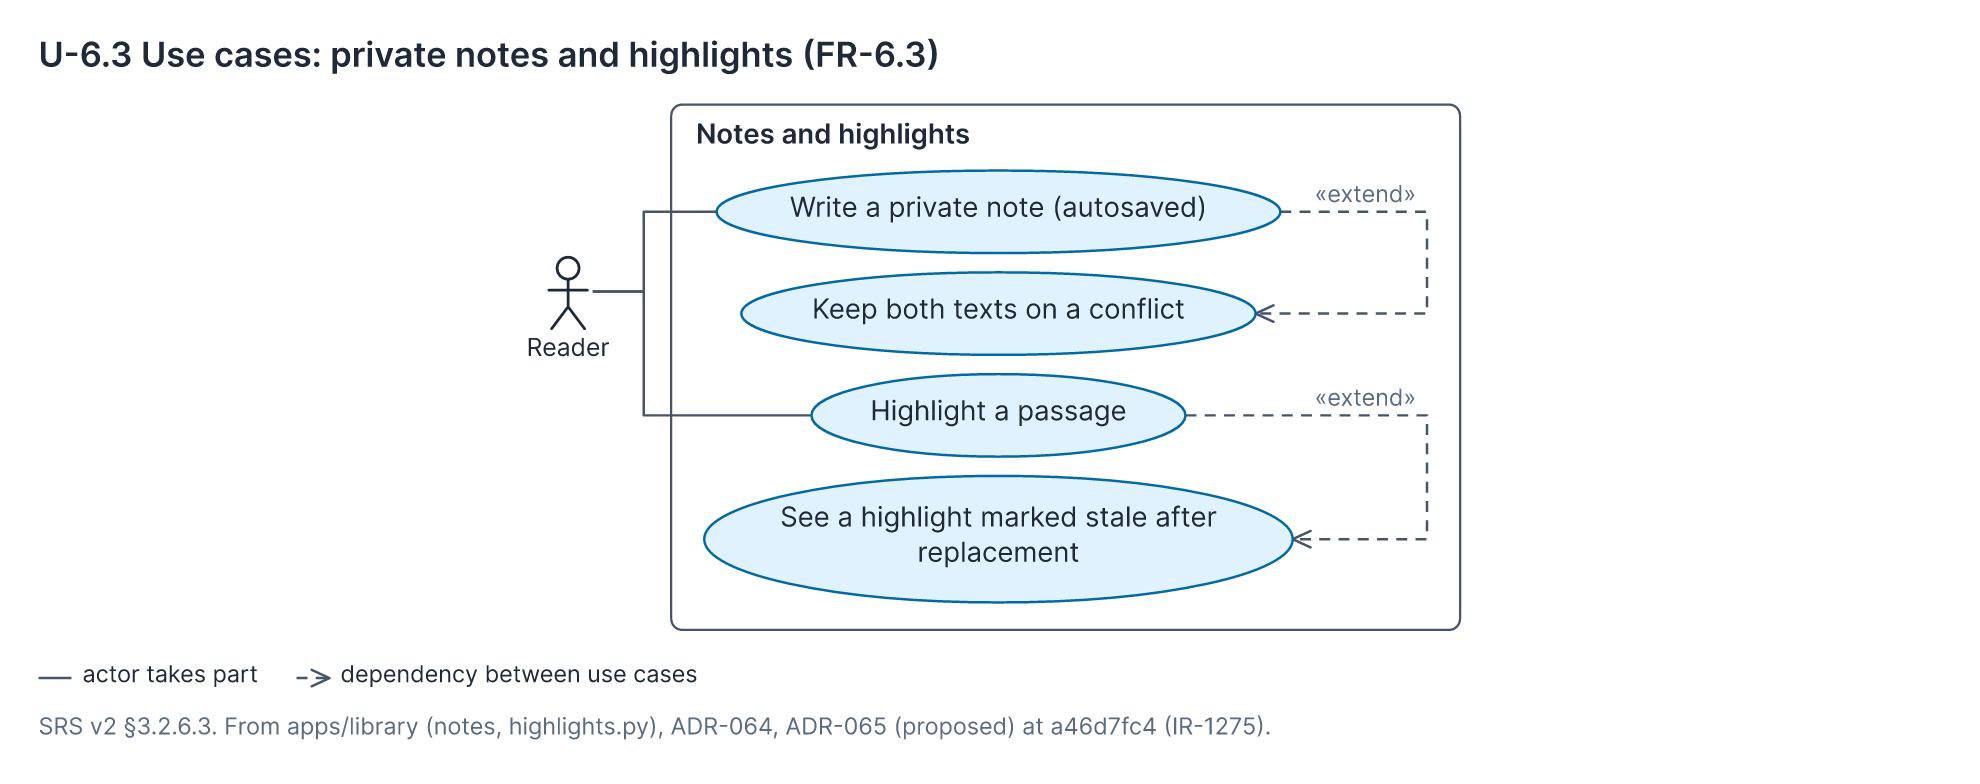 U-6.3 Use cases: private notes and highlights (FR-6.3)
Notes and highlights
Write a private note (autosaved)
«extend»
Keep both texts on a conflict
Reader
Highlight a passage
«extend»
See a highlight marked stale after
replacement
actor takes part
dependency between use cases
SRS v2 §3.2.6.3. From apps/library (notes, highlights.py), ADR-064, ADR-065 (proposed) at a46d7fc4 (IR-1275).